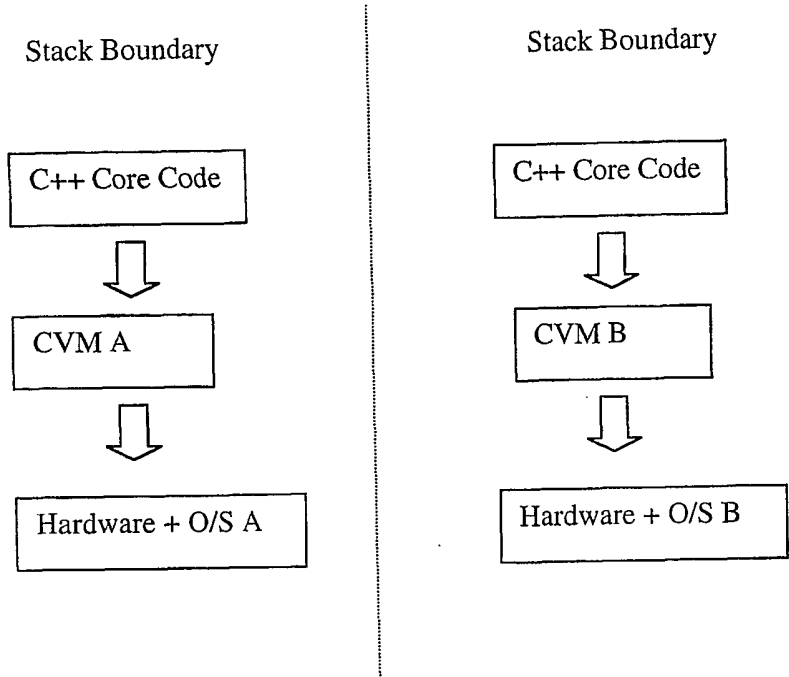 Stack Boundary
C++ Core Code
CVM A
Hardware + O/S A
Stack Boundary
C++ Core Code
CVM B
Hardware + O/S B